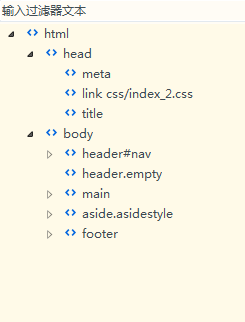 输入过滤器文本
html
head
meta
link css/index_2.css
title
body
header#nav
header.empty
main
aside.asidestyle
footer